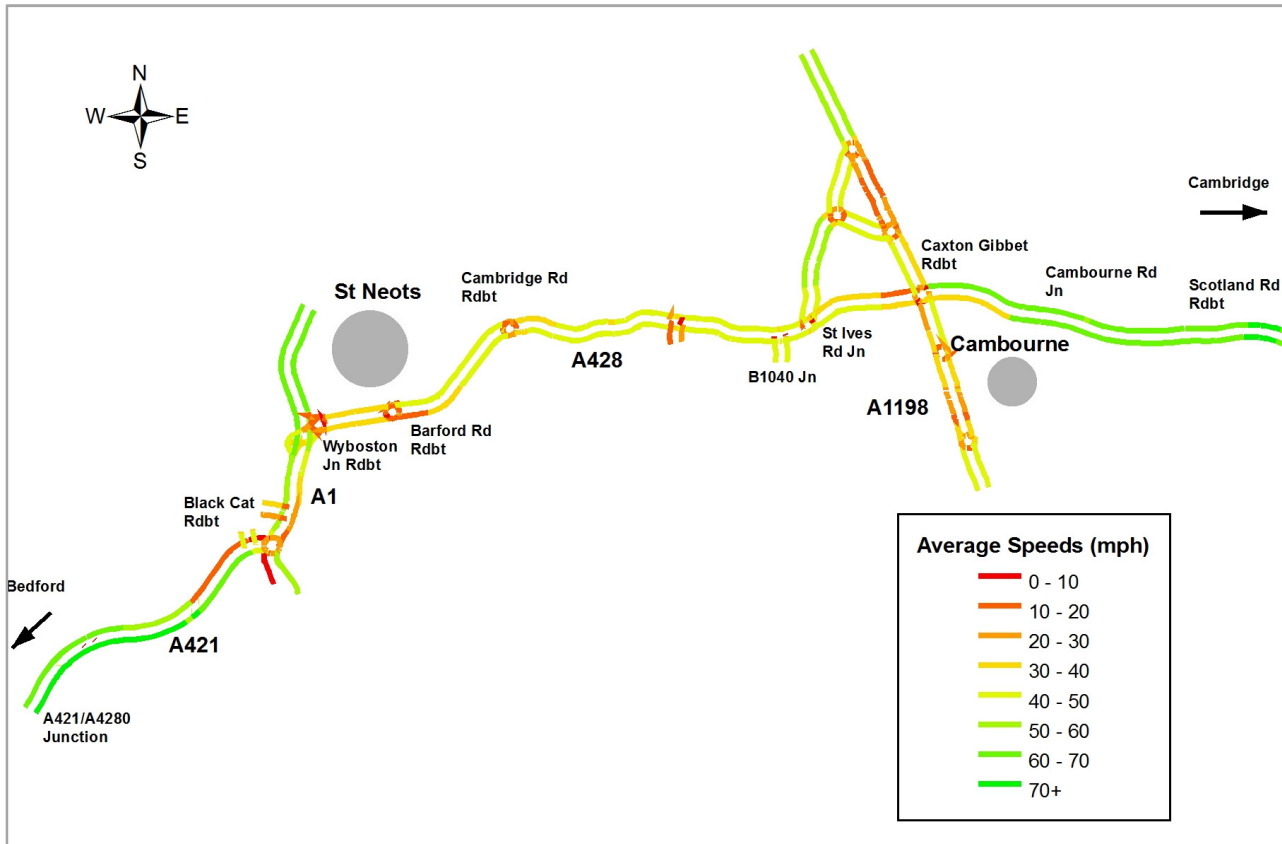 N
W
E
S
Cambridge
Caxton Gibbet
Rdbt
Cambourne Rd
Jn
Scotland Rd
Rdbt
Cambridge Rd
Rdbt
St Neots
A428
St Ives
Rd Jn
Cambourne
B1040 Jn
A1198
Barford Rd
Rdbt
Wyboston
Jn Rdbt
A1
Black Cat
Rdbt
Bedford
A421
A421/A4280
Junction
Average Speeds (mph)
0 - 10
10 - 20
20 - 30
30 - 40
40 - 50
50 - 60
60 - 70
70+